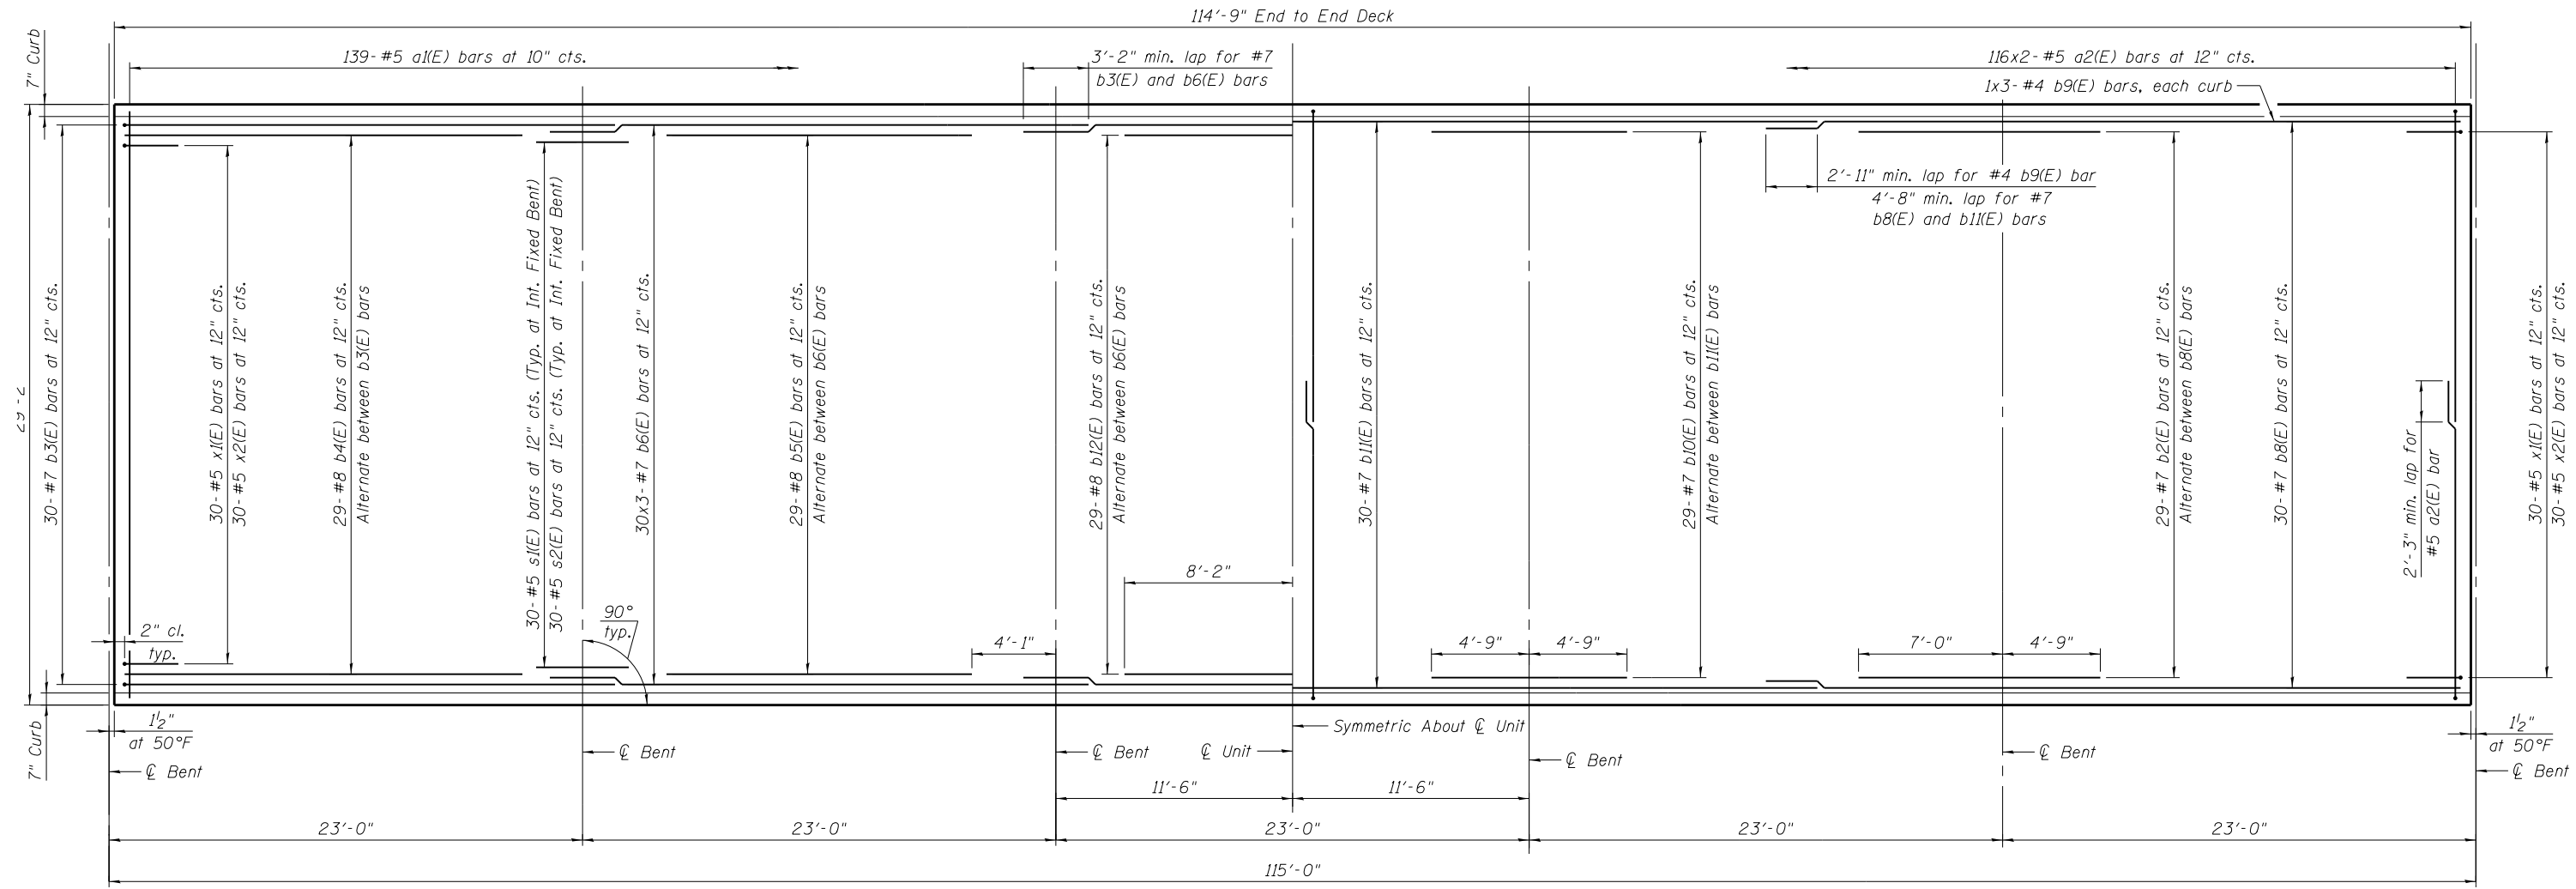 114'-9" End to End Deck
7" Curb
139- #5 a1(E) bars at 10" cts.
3'-2" min. lap for #7
b3(E) and b6(E) bars
116x2- #5 a2(E) bars at 12" cts.
1x3- #4 b9(E) bars, each curb
2'-11" min. lap for #4 b9(E) bar
4'-8" min. lap for #7
b8(E) and b11(E) bars
30- #7 b3(E) bars at 12" cts.
30- #5 x1(E) bars at 12" cts.
30- #5 x2(E) bars at 12" cts.
29- #8 b4(E) bars at 12" cts.
Alternate between b3(E) bars
30- #5 s1(E) bars at 12" cts. (Typ. at Int. Fixed Bent)
30- #5 s2(E) bars at 12" cts. (Typ. at Int. Fixed Bent)
30x3- #7 b6(E) bars at 12" cts.
29- #8 b5(E) bars at 12" cts.
Alternate between b6(E) bars
29- #8 b12(E) bars at 12" cts.
Alternate between b6(E) bars
30- #7 b11(E) bars at 12" cts.
29- #7 b10(E) bars at 12" cts.
Alternate between b11(E) bars
29- #7 b2(E) bars at 12" cts.
Alternate between b8(E) bars
30- #7 b8(E) bars at 12" cts.
2'-3" min. lap for
#5 a2(E) bar
30- #5 x1(E) bars at 12" cts.
30- #5 x2(E) bars at 12" cts.
8'-2"
90°
typ.
2" cl.
typ.
4'-1"
4'-9"
4'-9"
7'-0"
4'-9"
7" Curb
1½"
at 50°F
℄ Bent
℄ Bent
℄ Bent
℄ Unit
Symmetric About ℄ Unit
℄ Bent
℄ Bent
1½"
at 50°F
℄ Bent
11'-6"
11'-6"
23'-0"
23'-0"
23'-0"
23'-0"
23'-0"
115'-0"